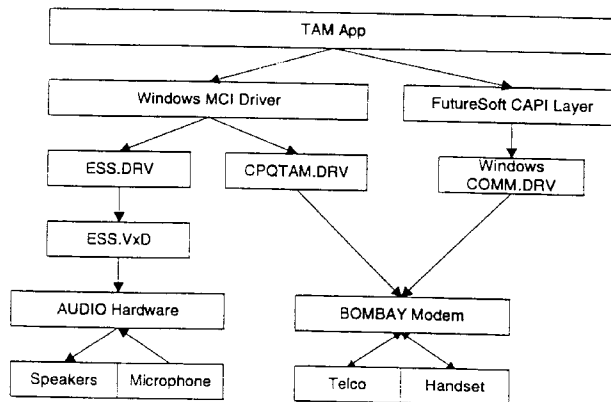 TAM App
Windows MCI Driver
FutureSoft CAPI Layer
ESS.DRV
CPQTAM.DRV
Windows
COMM.DRV
ESS.VxD
AUDIO Hardware
BOMBAY Modem
Speakers
Microphone
Telco
Handset